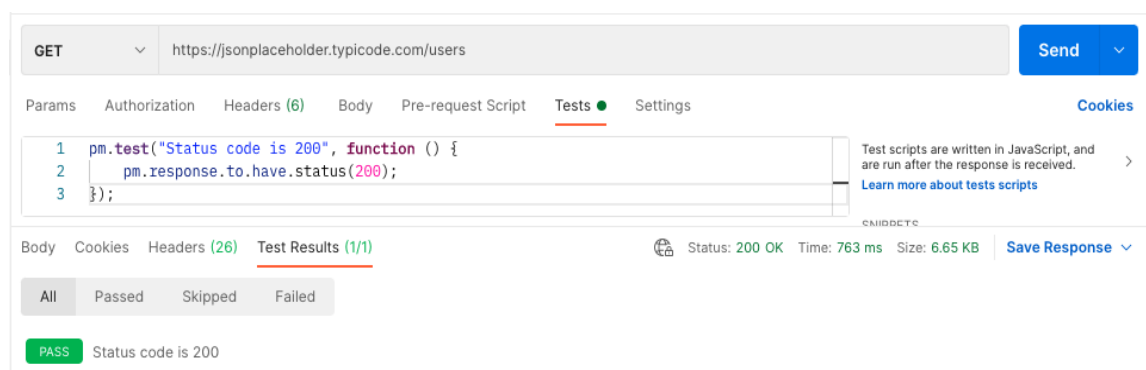 GET https://jsonplaceholder.typicode.com/users Send
Params Authorization Headers (6) Body Pre-request Script Tests Settings Cookies
1 pm.test("Status code is 200", function () {
2 pm.response.to.have.status(200);
3 });
Test scripts are written in JavaScript, and
are run after the response is received.
Learn more about tests scripts
SNIPPETS
Body Cookies Headers (26) Test Results (1/1) Status: 200 OK Time: 763 ms Size: 6.65 KB Save Response
All Passed Skipped Failed
PASS Status code is 200